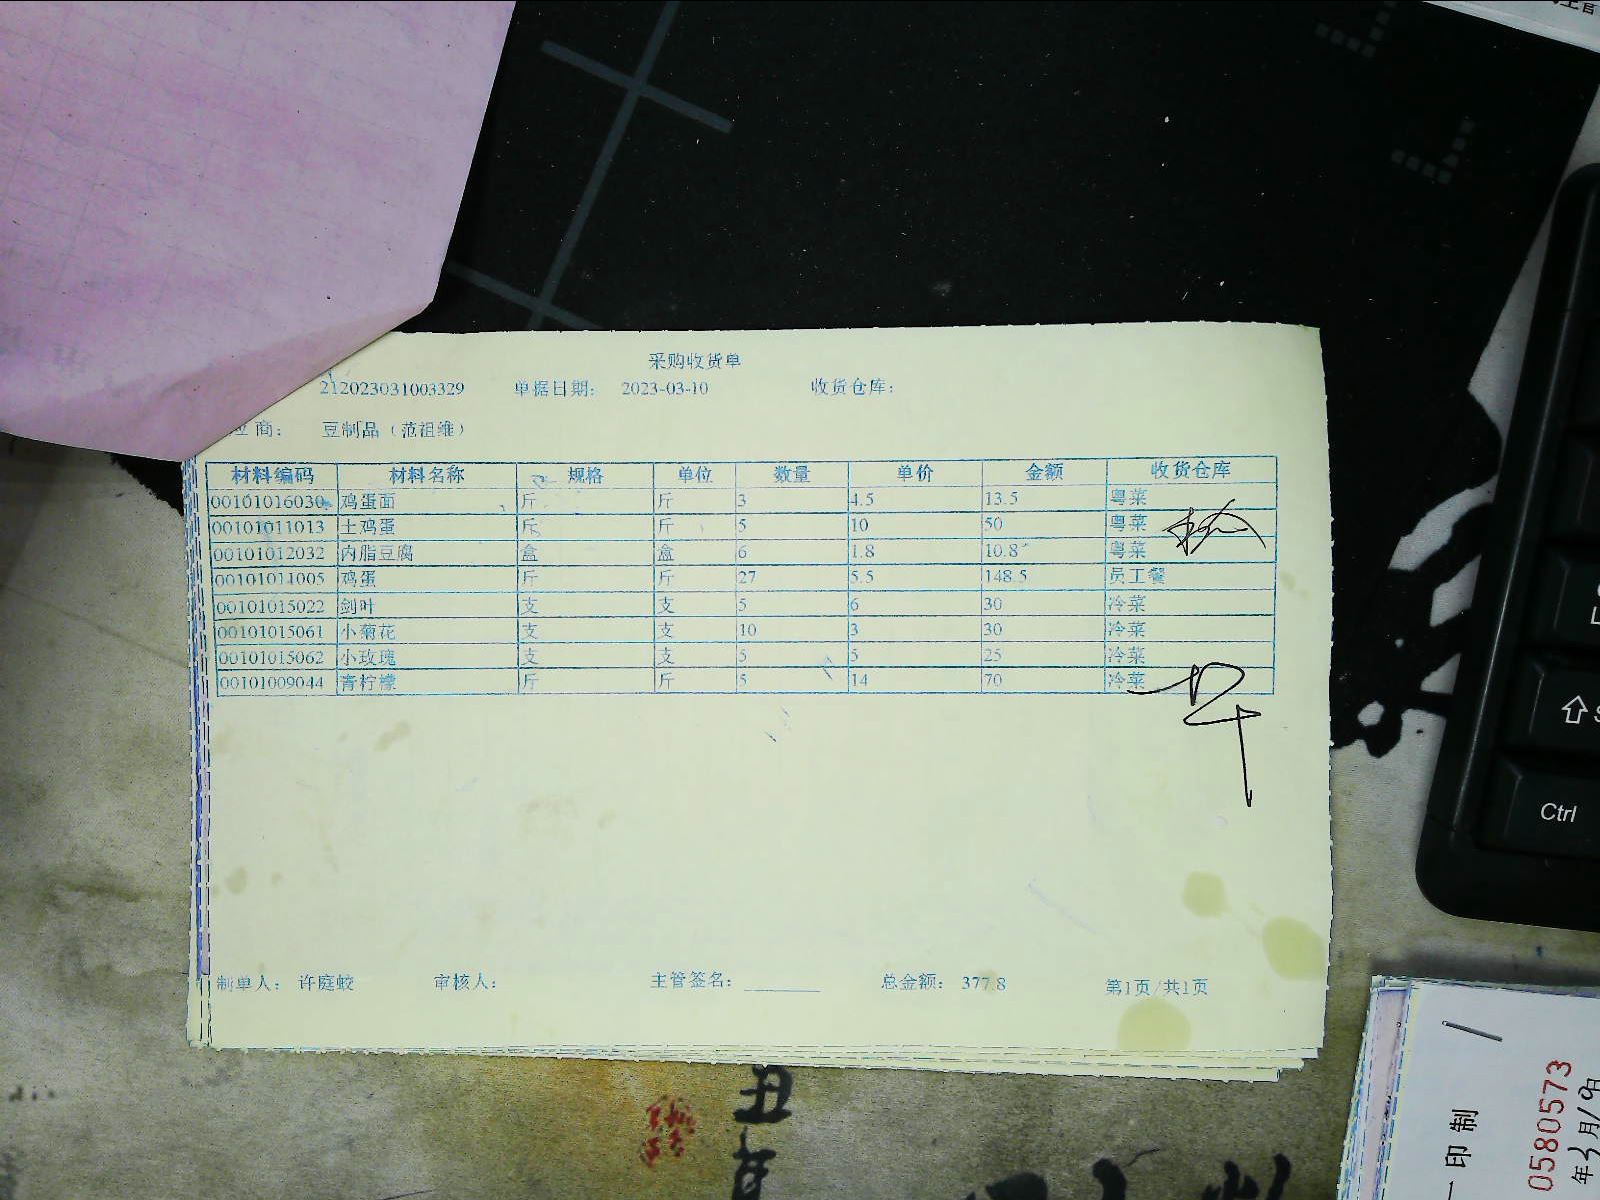 采购收货单
212023031003329 单据日期： 2023-03-10 收货仓库：
应商： 豆制品（范祖维）
材料编码 材料名称 规格 单位 数量 单价 金额 收货仓库
00101016030 鸡蛋面 斤 斤 3 4.5 13.5 粤菜
00101011013 土鸡蛋 斤 斤 5 10 50 粤菜
00101012032 内脂豆腐 盒 盒 6 1.8 10.8 粤菜
00101011005 鸡蛋 斤 斤 27 5.5 148.5 员工餐
00101015022 剑叶 支 支 5 6 30 冷菜
00101015061 小菊花 支 支 10 3 30 冷菜
00101015062 小玫瑰 支 支 5 5 25 冷菜
00101009044 青柠檬 斤 斤 5 14 70 冷菜
制单人： 许庭蛟 审核人： 主管签名： 总金额： 377.8 第1页/共1页
Ctrl
印制
0580573